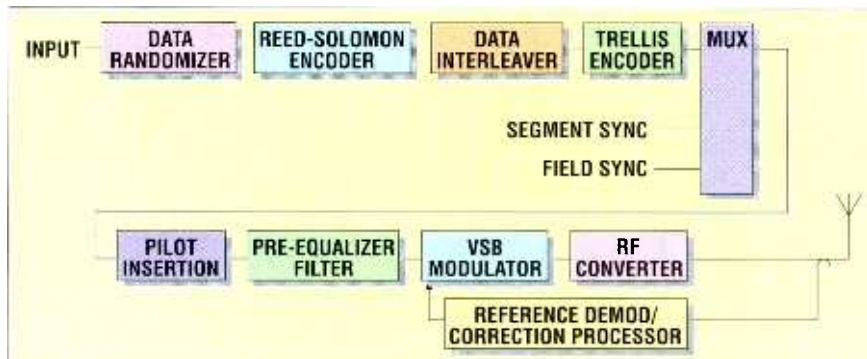 INPUT
DATA
RANDOMIZER
REED-SOLOMON
ENCODER
DATA
INTERLEAVER
TRELLIS
ENCODER
MUX
SEGMENT SYNC
FIELD SYNC
PILOT
INSERTION
PRE-EQUALIZER
FILTER
VSB
MODULATOR
RF
CONVERTER
REFERENCE DEMOD/
CORRECTION PROCESSOR